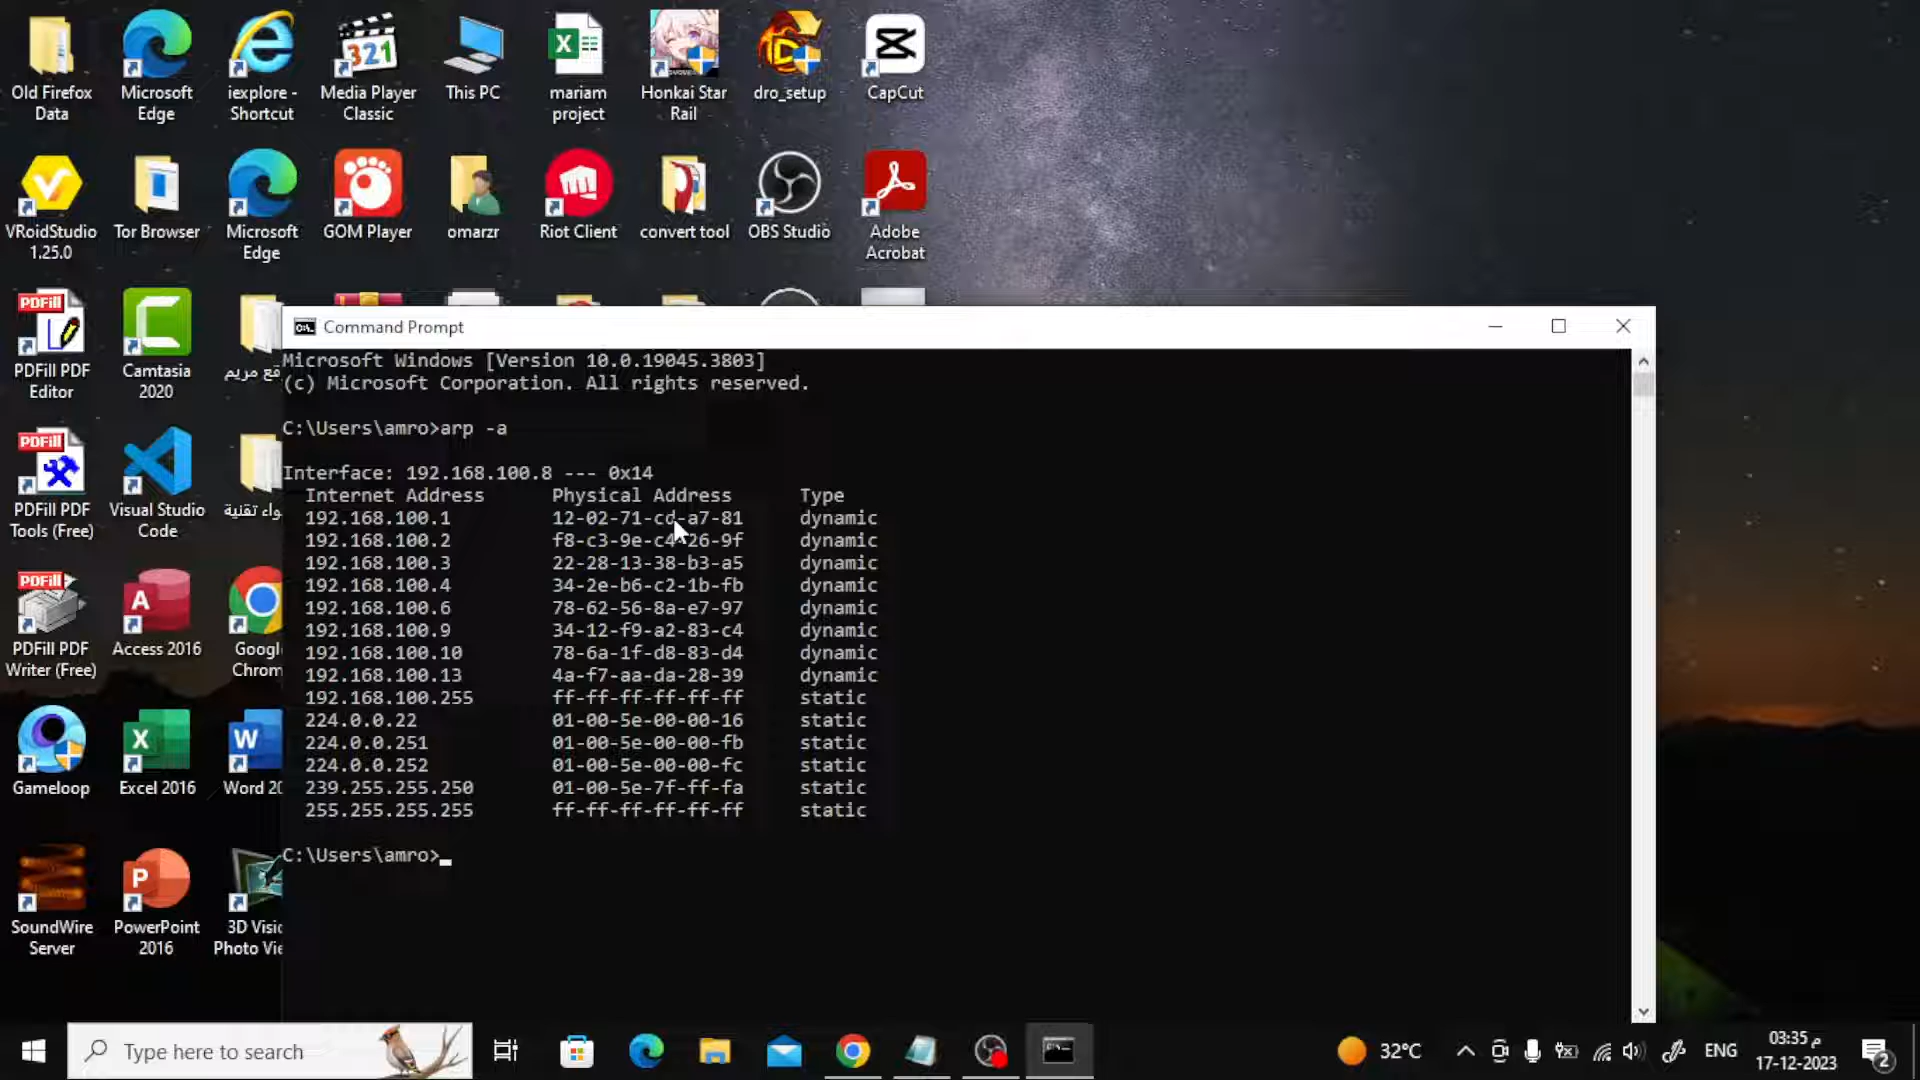 Old Firefox
Data
Microsoft
Edge
iexplore -
Shortcut
Media Player
Classic
This PC
mariam
project
Honkai Star
Rail
dro_setup
CapCut
VRoidStudio
1.25.0
Tor Browser
Microsoft
Edge
GOM Player
omarzr
Riot Client
convert tool
OBS Studio
Adobe
Acrobat
PDFill PDF
Editor
Camtasia
2020
قع مريم
PDFill PDF
Tools (Free)
Visual Studio
Code
واء تقنية
PDFill PDF
Writer (Free)
Access 2016
Googl
Chrom
Gameloop
Excel 2016
Word 20
SoundWire
Server
PowerPoint
2016
3D Visic
Photo Vie
Command Prompt
Microsoft Windows [Version 10.0.19045.3803]
(c) Microsoft Corporation. All rights reserved.
C:\Users\amro>arp -a
Interface: 192.168.100.8 --- 0x14
Internet Address Physical Address Type
192.168.100.1 12-02-71-cd-a7-81 dynamic
192.168.100.2 f8-c3-9e-c4-26-9f dynamic
192.168.100.3 22-28-13-38-b3-a5 dynamic
192.168.100.4 34-2e-b6-c2-1b-fb dynamic
192.168.100.6 78-62-56-8a-e7-97 dynamic
192.168.100.9 34-12-f9-a2-83-c4 dynamic
192.168.100.10 78-6a-1f-d8-83-d4 dynamic
192.168.100.13 4a-f7-aa-da-28-39 dynamic
192.168.100.255 ff-ff-ff-ff-ff-ff static
224.0.0.22 01-00-5e-00-00-16 static
224.0.0.251 01-00-5e-00-00-fb static
224.0.0.252 01-00-5e-00-00-fc static
239.255.255.250 01-00-5e-7f-ff-fa static
255.255.255.255 ff-ff-ff-ff-ff-ff static
C:\Users\amro>
Type here to search
32°C
ENG
03:35 م
17-12-2023
2